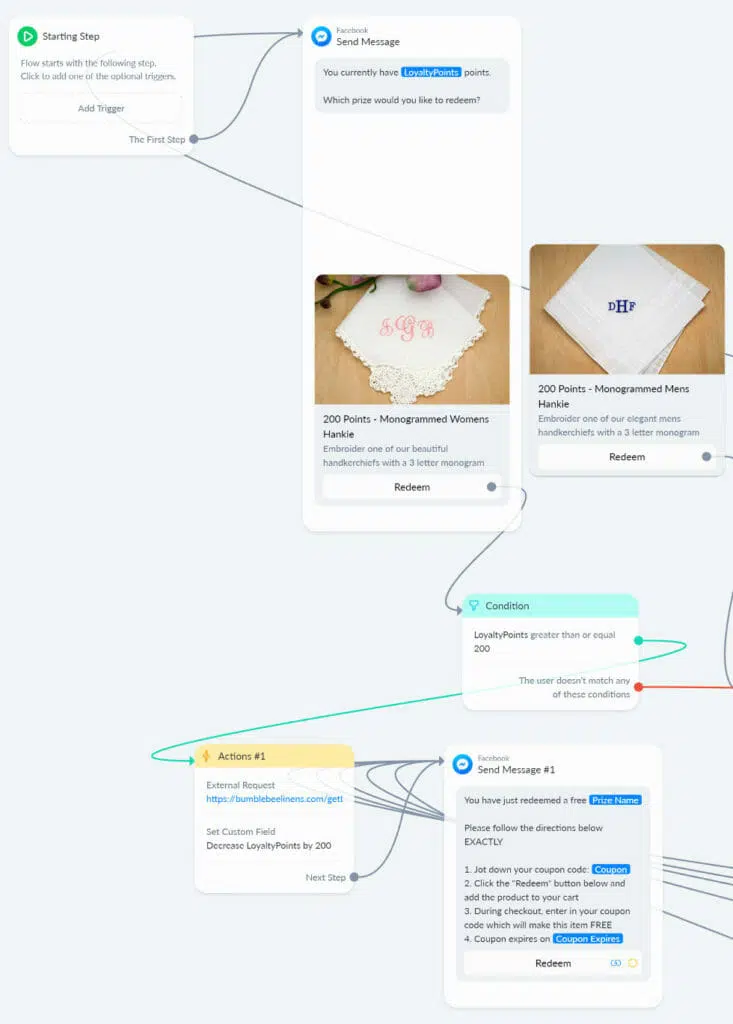 Starting Step
Flow starts with the following step.
Click to add one of the optional triggers.
Add Trigger
The First Step
Facebook
Send Message
You currently have LoyaltyPoints points.
Which prize would you like to redeem?
200 Points - Monogrammed Womens
Hankie
Embroider one of our beautiful
handkerchiefs with a 3 letter monogram
Redeem
DHF
200 Points - Monogrammed Mens
Hankie
Embroider one of our elegant mens
handkerchiefs with a 3 letter monogram
Redeem
Condition
LoyaltyPoints greater than or equal
200
The user doesn't match any
of these conditions
Actions #1
External Request
https://bumblebeelinens.com/gett
Set Custom Field
Decrease LoyaltyPoints by 200
Next Step
Facebook
Send Message #1
You have just redeemed a free Prize Name
Please follow the directions below
EXACTLY
1. Jot down your coupon code: Coupon
2. Click the "Redeem" button below and
add the product to your cart
3. During checkout, enter in your coupon
code which will make this item FREE
4. Coupon expires on Coupon Expires
Redeem